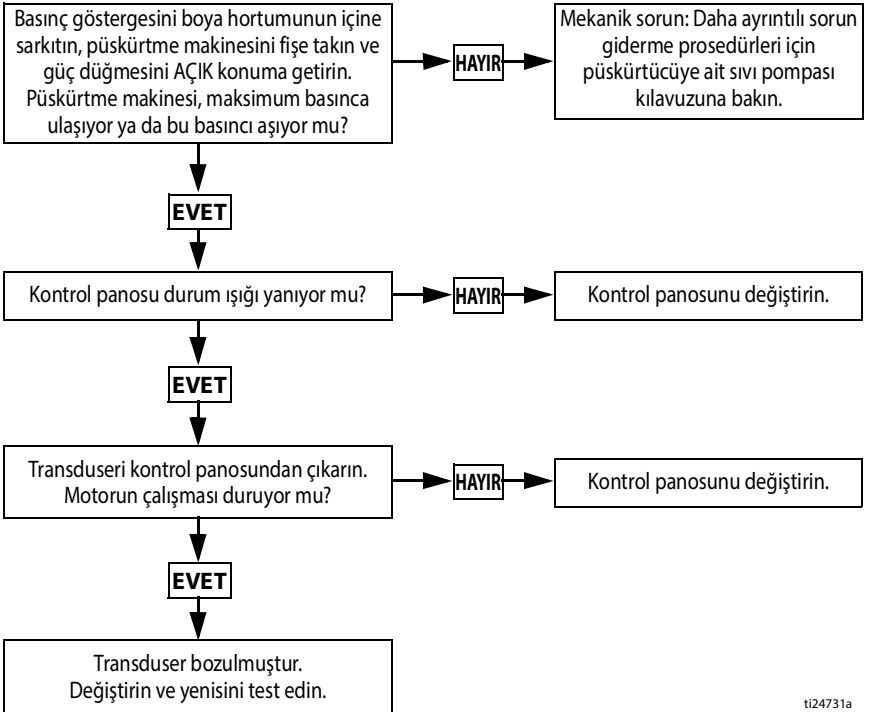 Basınç göstergesini boya hortumunun içine
sarkıtın, püskürtme makinesini fişe takın ve
güç düğmesini AÇIK konuma getirin.
Püskürtme makinesi, maksimum basınca
ulaşıyor ya da bu basıncı aşıyor mu?
HAYIR
Mekanik sorun: Daha ayrıntılı sorun
giderme prosedürleri için
püskürtücüye ait sıvı pompası
kılavuzuna bakın.
EVET
Kontrol panosu durum ışığı yanıyor mu?
HAYIR
Kontrol panosunu değiştirin.
EVET
Transduseri kontrol panosundan çıkarın.
Motorun çalışması duruyor mu?
HAYIR
Kontrol panosunu değiştirin.
EVET
Transduser bozulmuştur.
Değiştirin ve yenisini test edin.
ti24731a